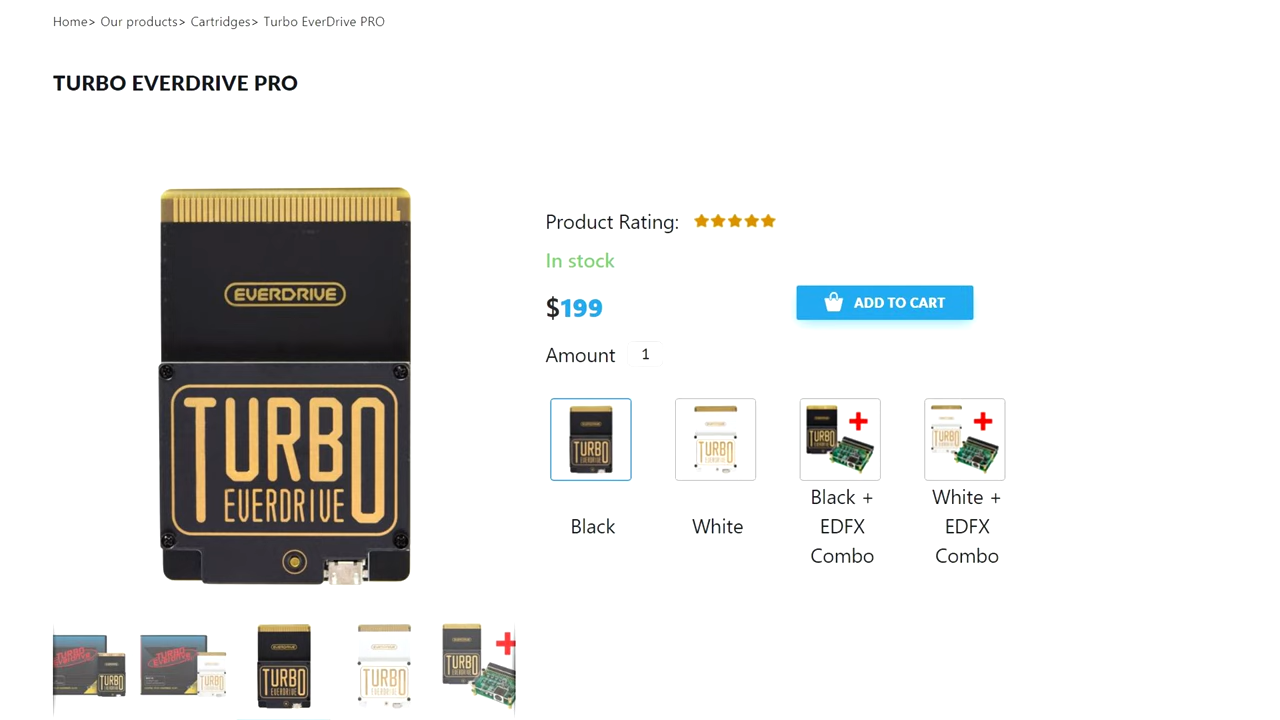 Home> Our products> Cartridges> Turbo EverDrive PRO
TURBO EVERDRIVE PRO
EVERDRIVE
TURBO
EVERDRIVE
Product Rating:
In stock
$199
ADD TO CART
Amount 1
Black
White
Black + EDFX Combo
White + EDFX Combo